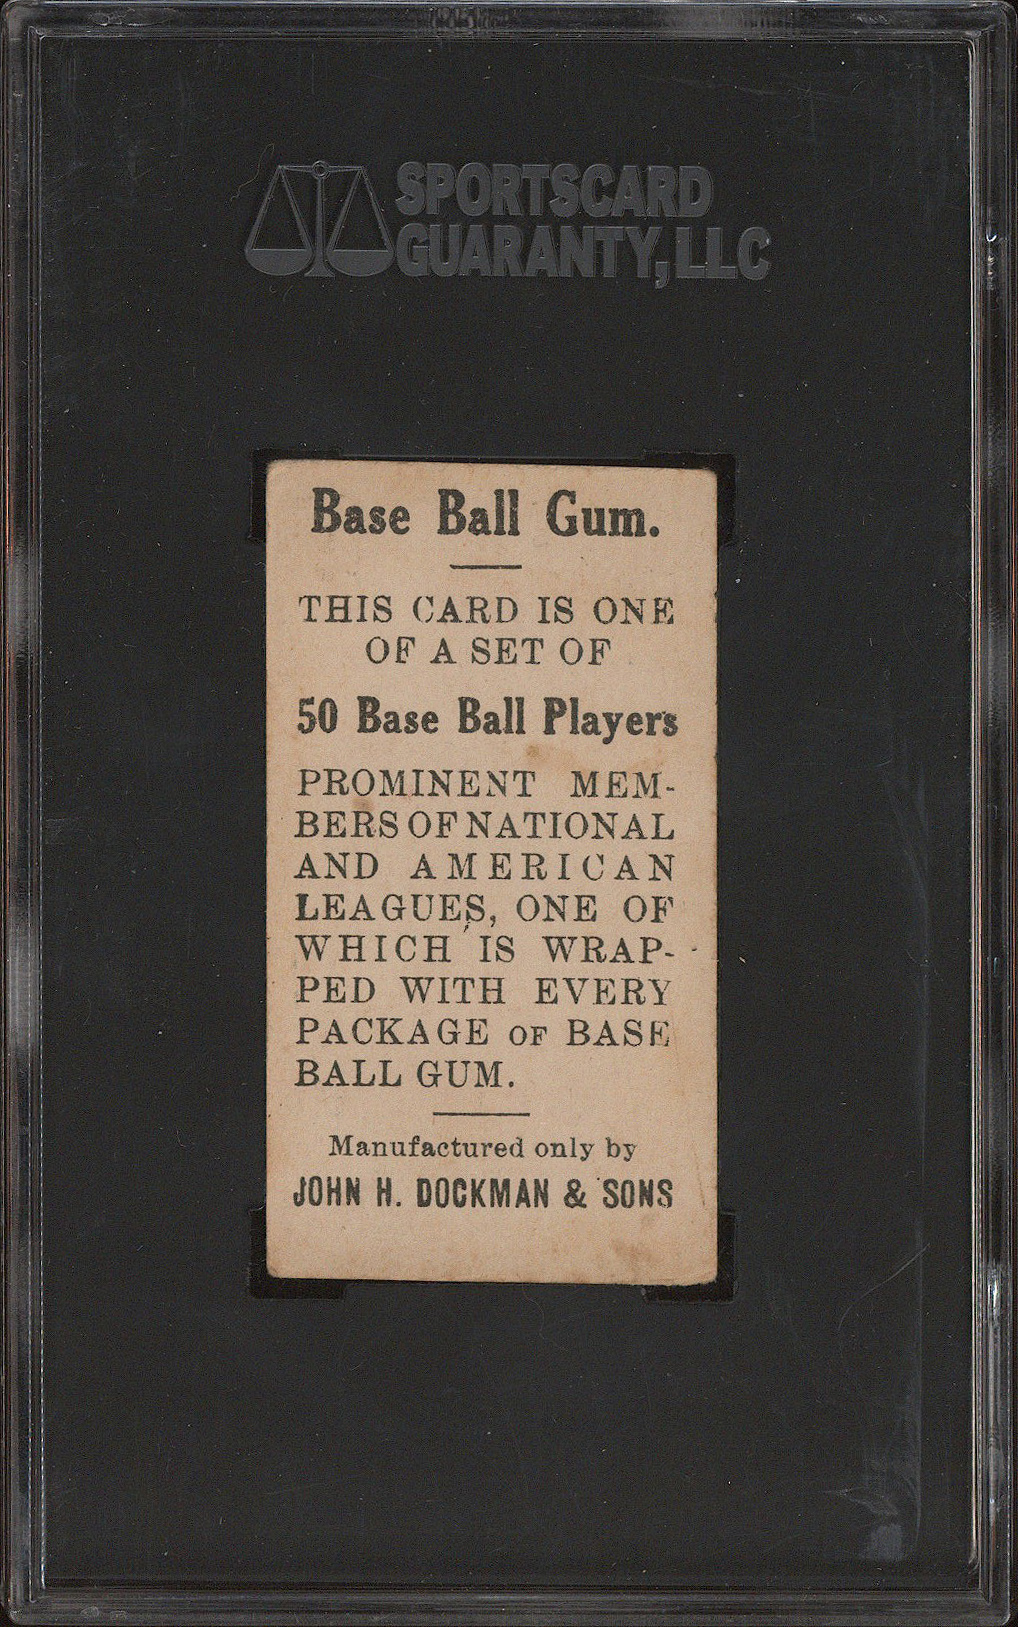 SPORTSCARD
GUARANTY, LLC
Base Ball Gum.
THIS CARD IS ONE
OF A SET OF
50 Base Ball Players
PROMINENT MEM-
BERS OF NATIONAL
AND AMERICAN
LEAGUES, ONE OF
WHICH IS WRAP-
PED WITH EVERY
PACKAGE OF BASE
BALL GUM.
Manufactured only by
JOHN H. DOCKMAN & SONS